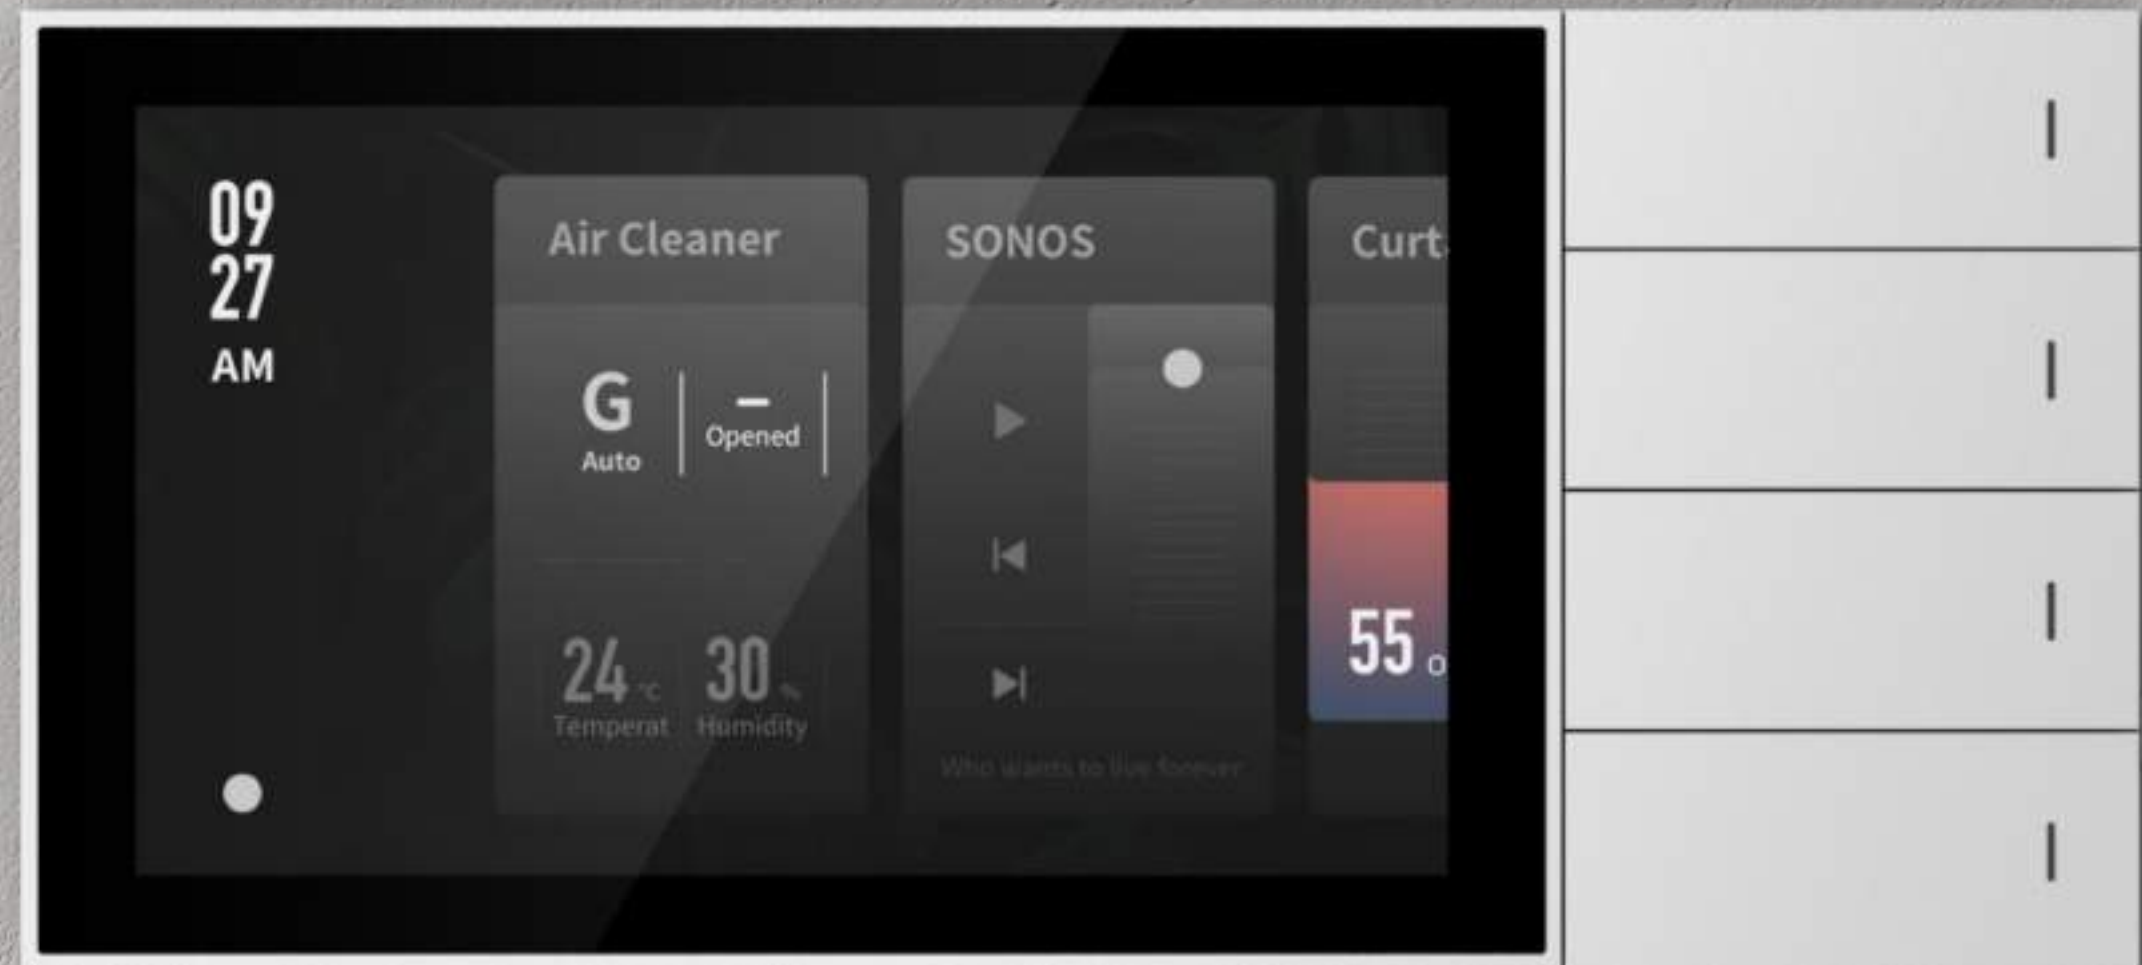 09
27
AM
Air Cleaner
G
Auto
–
Opened
24 °C
Temperat
30 %
Humidity
SONOS
Who wants to live forever
Curt
55 O